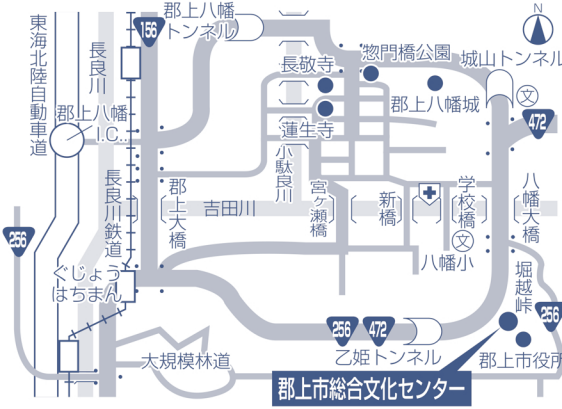 N
156
郡上八幡
トンネル
惣門橋公園
城山トンネル
長敬寺
郡上八幡城
文
472
蓮生寺
東海北陸自動車道
長良川
郡上八幡
I.C..
小駄良川
長良川鉄道
郡上大橋
吉田川
宮ヶ瀬橋
新橋
学校橋
八幡大橋
文
八幡小
256
ぐじょう
はちまん
堀越峠
256
256
472
乙姫トンネル
大規模林道
郡上市役所
郡上市総合文化センター